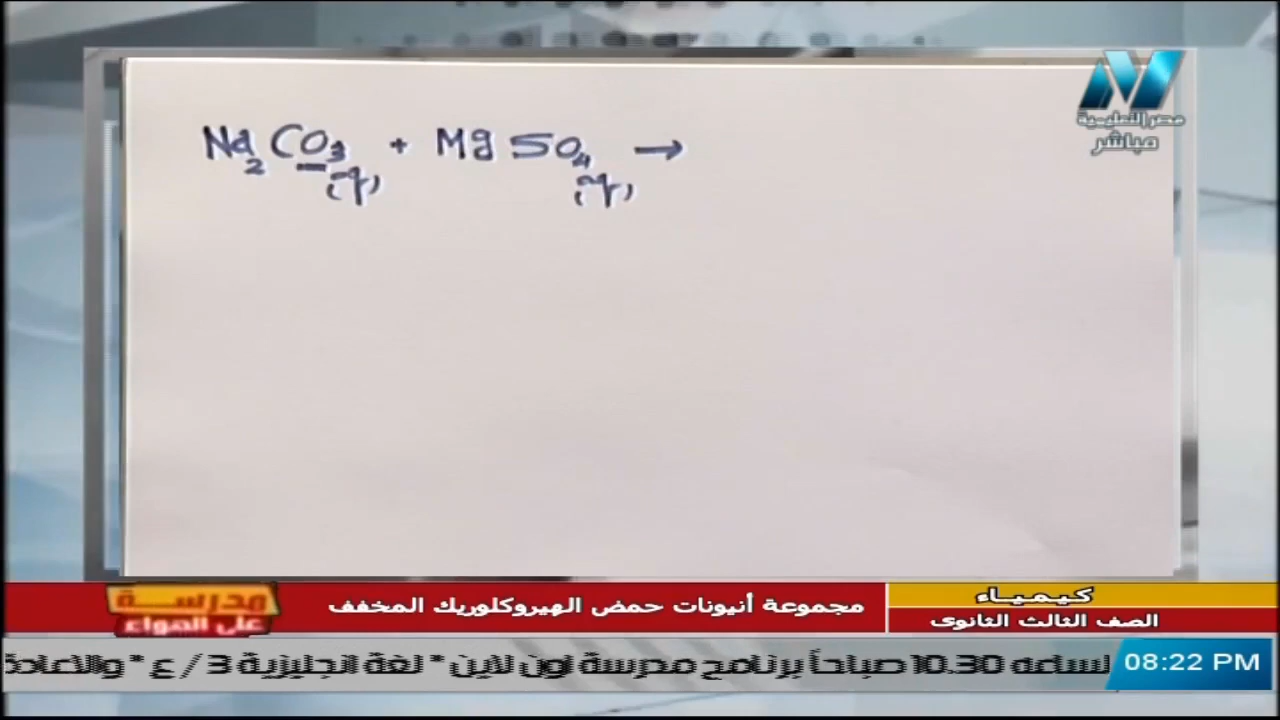 Na2CO3(aq) + MgSO4(aq) →
مصر التعليمية
مباشر
كيمياء
الصف الثالث الثانوى
مجموعة أنيونات حمض الهيروكلوريك المخفف
مدرسة
على الهواء
لساعه 10.30 صباحاً برنامج مدرسة اون لاين * لغة انجليزية 3 / ع * والاعادة
08:22 PM